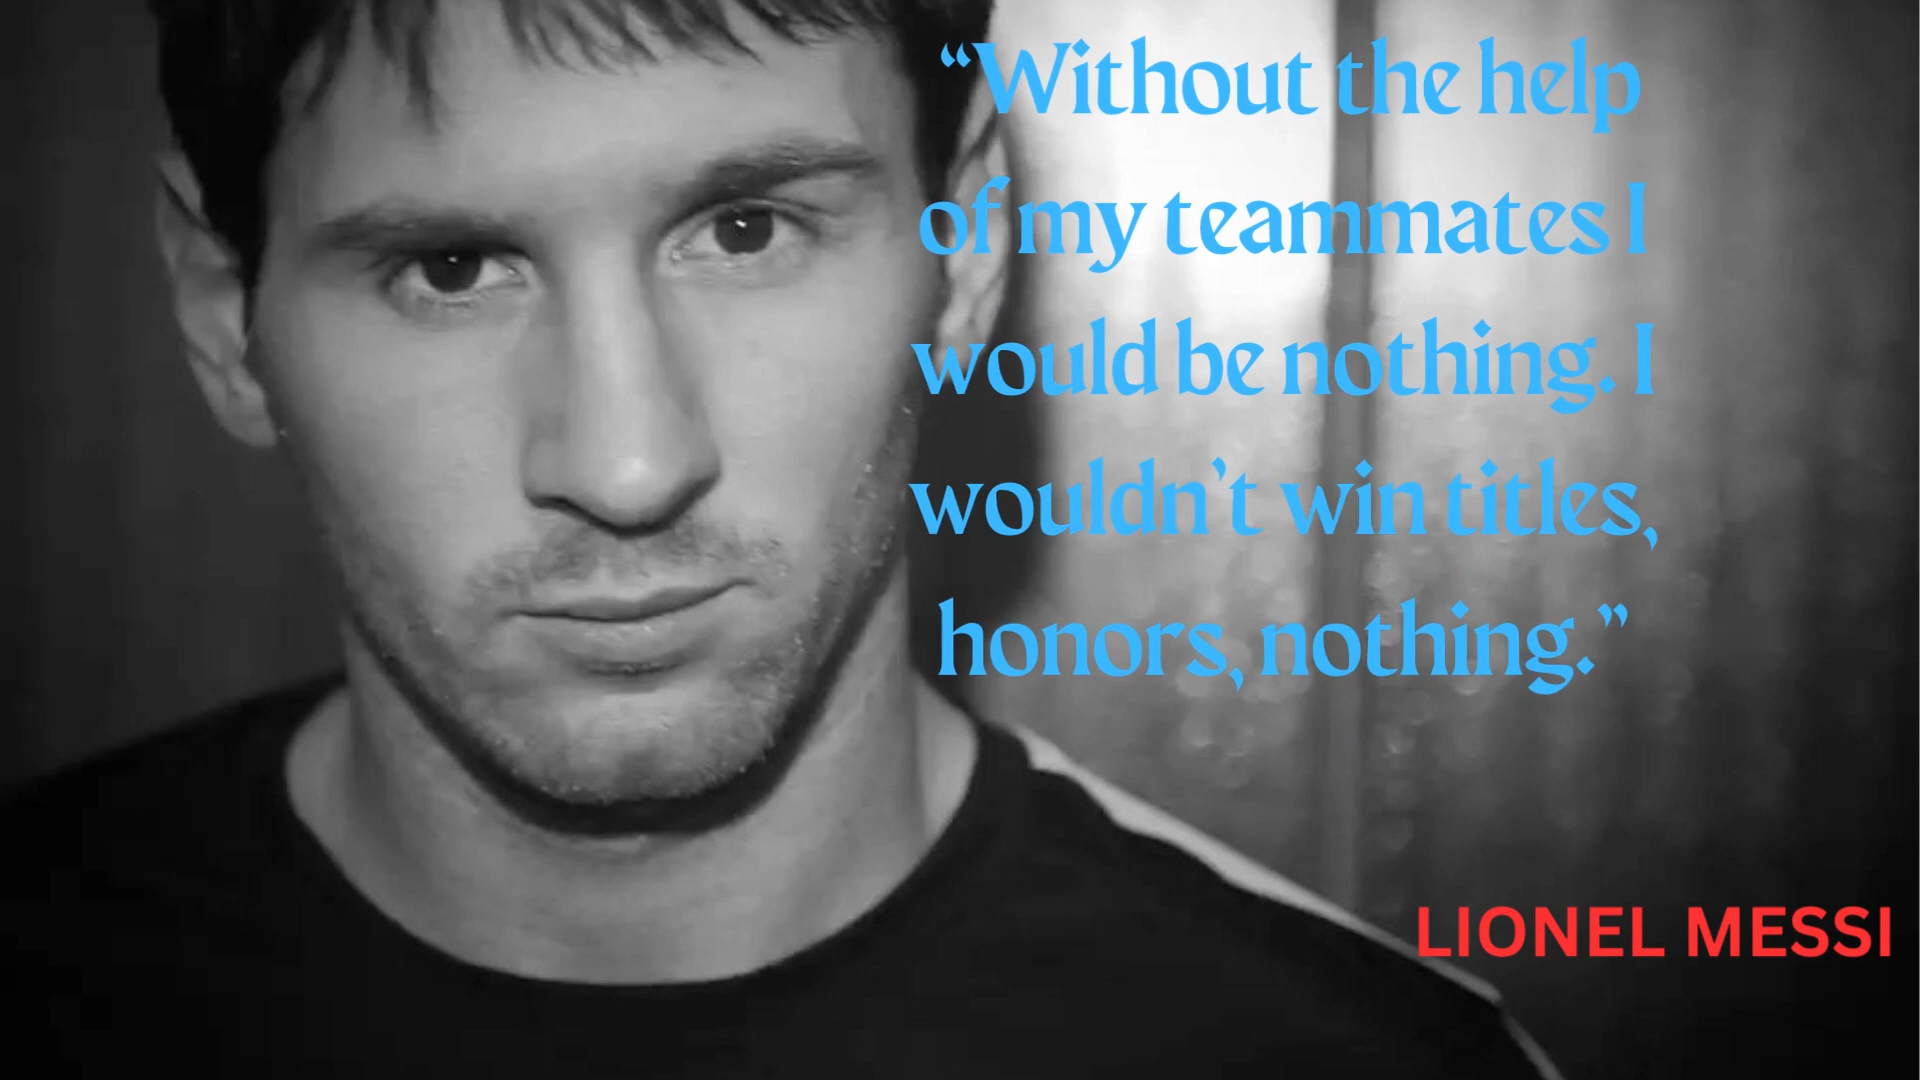 “Without the help
of my teammates I
would be nothing. I
wouldn’t win titles,
honors, nothing.”
LIONEL MESSI